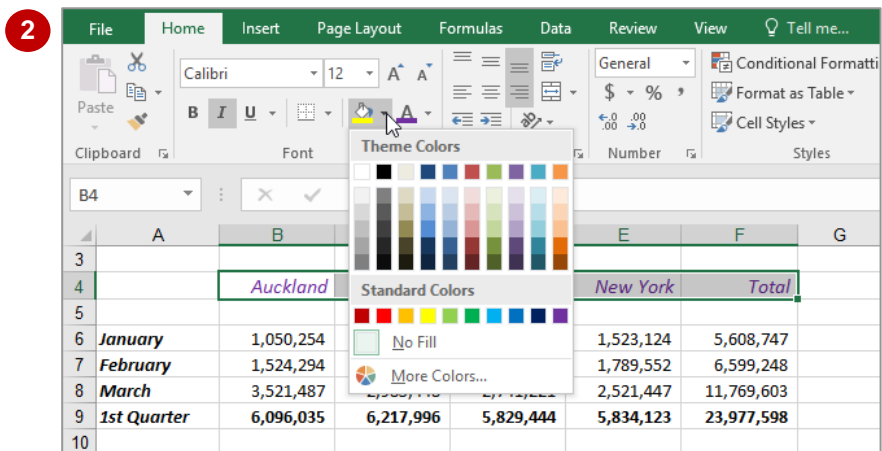 2
File Home Insert Page Layout Formulas Data Review View Tell me...
Calibri 12 A A General Conditional Formatti
Paste B I U A $ % , Format as Table
.0 .00 .00 .0 Cell Styles
Clipboard Font Number Styles
Theme Colors
B4
A B E F G
3
4 Auckland New York Total
Standard Colors
5
6 January 1,050,254 1,523,124 5,608,747
No Fill
7 February 1,524,294 1,789,552 6,599,248
More Colors...
8 March 3,521,487 2,521,447 11,769,603
9 1st Quarter 6,096,035 6,217,996 5,829,444 5,834,123 23,977,598
10